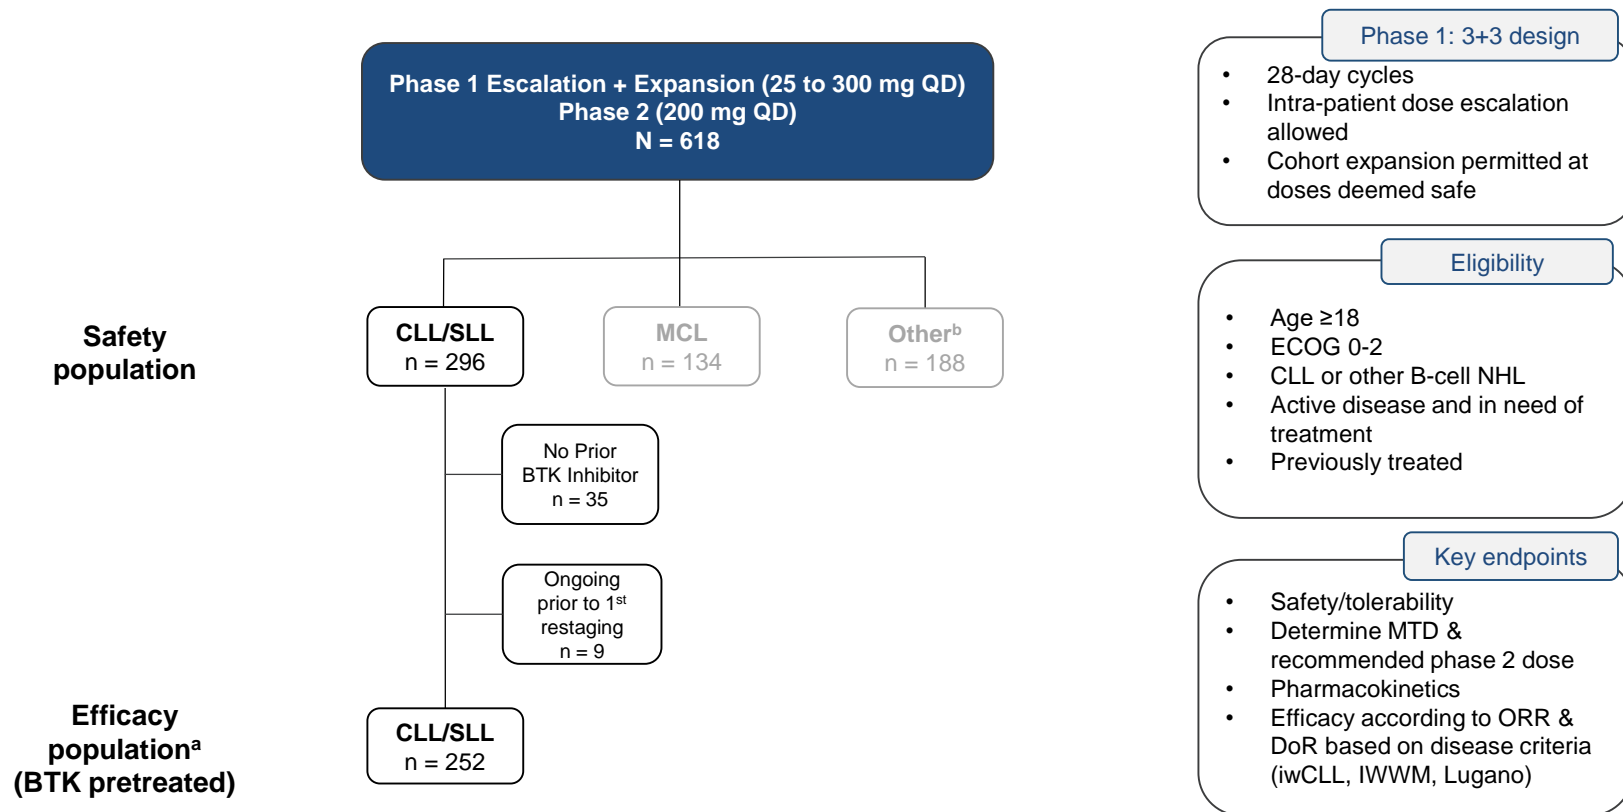 Phase 1 Escalation + Expansion (25 to 300 mg QD)
Phase 2 (200 mg QD)
N = 618
Safety
population
CLL/SLL
n = 296
MCL
n = 134
Otherᵇ
n = 188
No Prior
BTK Inhibitor
n = 35
Ongoing
prior to 1ˢᵗ
restaging
n = 9
Efficacy
populationᵃ
(BTK pretreated)
CLL/SLL
n = 252
Phase 1: 3+3 design
• 28-day cycles
• Intra-patient dose escalation
allowed
• Cohort expansion permitted at
doses deemed safe
Eligibility
• Age ≥18
• ECOG 0-2
• CLL or other B-cell NHL
• Active disease and in need of
treatment
• Previously treated
Key endpoints
• Safety/tolerability
• Determine MTD &
recommended phase 2 dose
• Pharmacokinetics
• Efficacy according to ORR &
DoR based on disease criteria
(iwCLL, IWWM, Lugano)